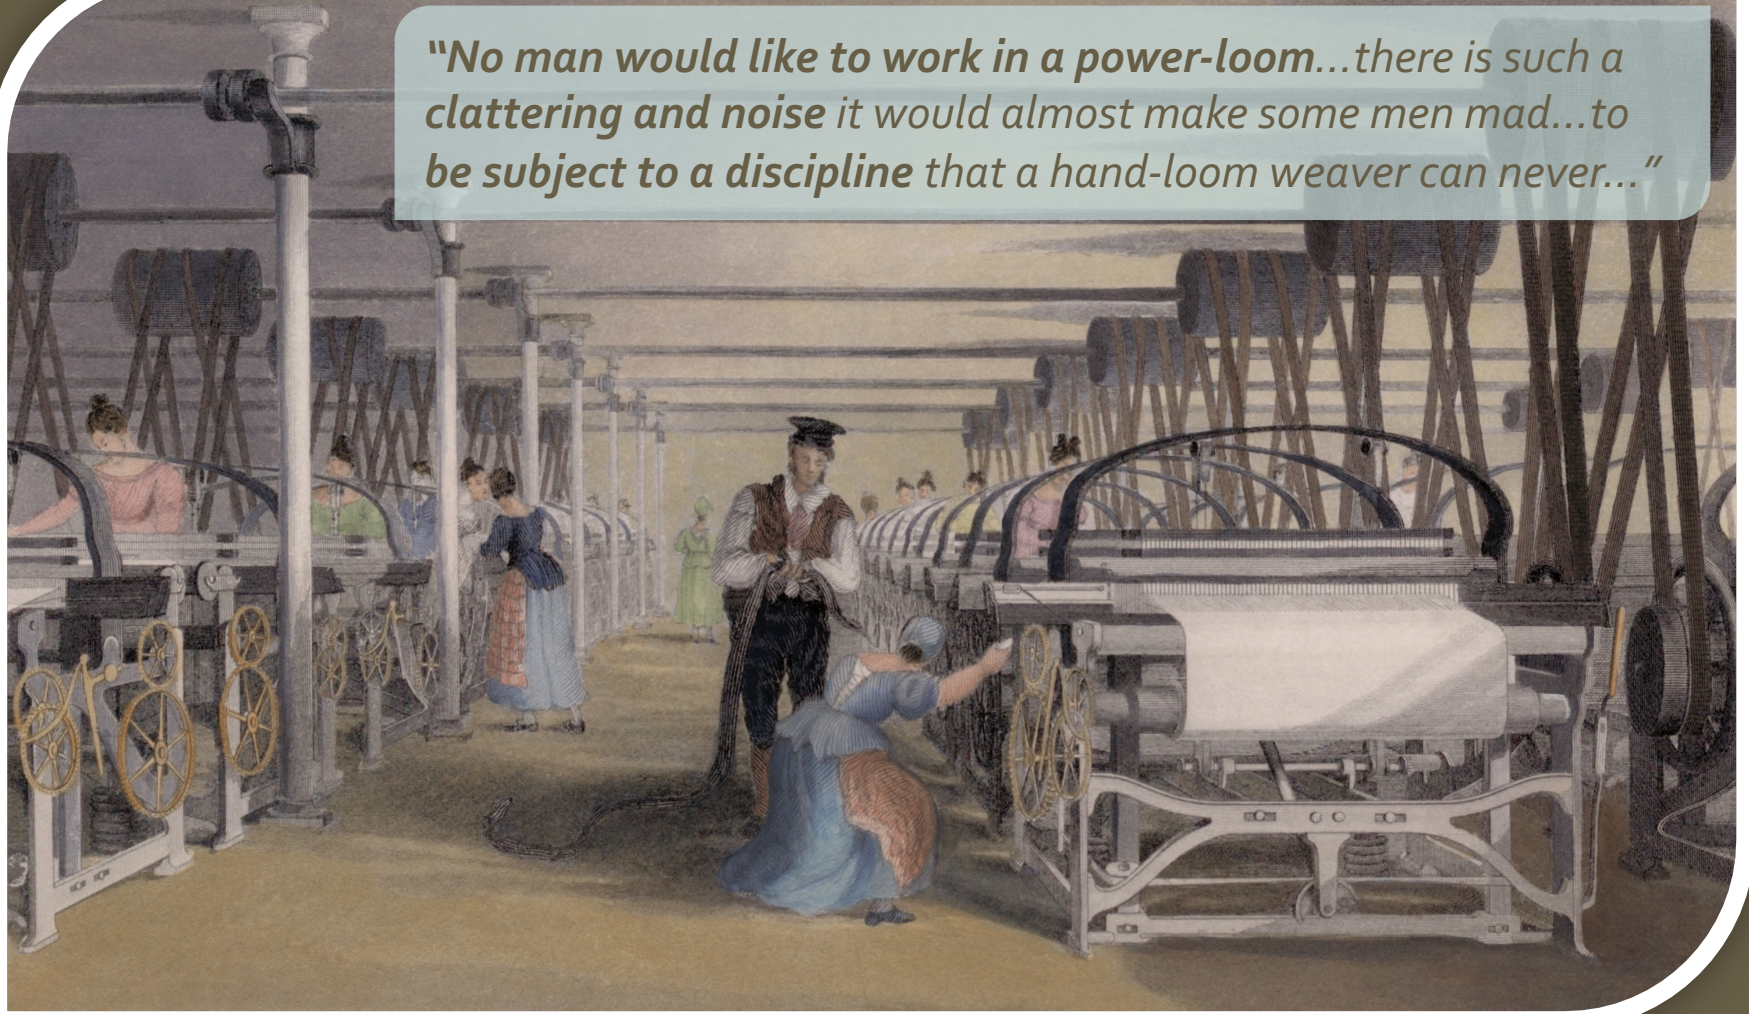 “No man would like to work in a power-loom...there is such a
clattering and noise it would almost make some men mad...to
be subject to a discipline that a hand-loom weaver can never...”